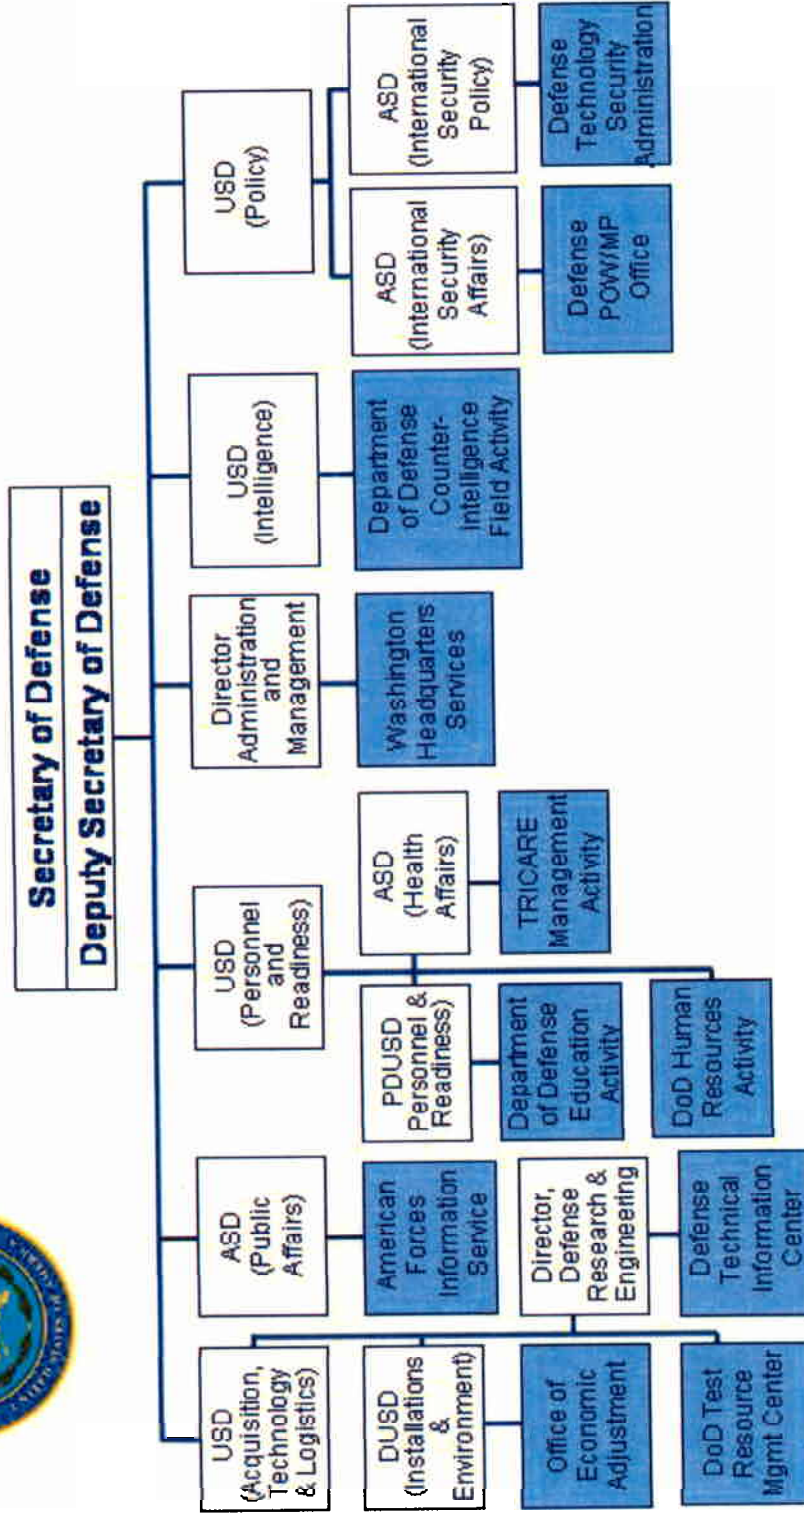 Secretary of Defense
Deputy Secretary of Defense
USD
(Acquisition,
Technology
& Logistics)
ASD
(Public
Affairs)
USD
(Personnel
and
Readiness)
Director
Administration
and
Management
USD
(Intelligence)
USD
(Policy)
DUSD
(Installations
&
Environment)
American
Forces
Information
Service
PDUSD
Personnel &
Readiness)
ASD
(Health
Affairs)
Washington
Headquarters
Services
Department
of Defense
Counter-
Intelligence
Field Activity
ASD
(International
Security
Affairs)
ASD
(International
Security
Policy)
Office of
Economic
Adjustment
Director,
Defense
Research &
Engineering
Department
of Defense
Education
Activity
TRICARE
Management
Activity
Defense
POW/MP
Office
Defense
Technology
Security
Administration
DoD Test
Resource
Mgmt Center
Defense
Technical
Information
Center
DoD Human
Resources
Activity